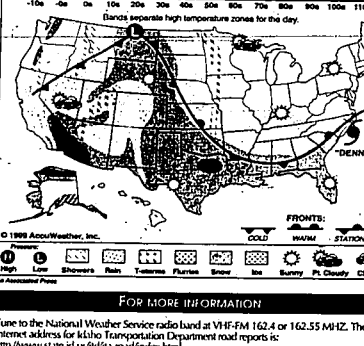 -10s -0s 0s 10s 20s 30s 40s 50s 60s 70s 80s 90s 100s 110
Bands separate high temperature zones for the day.
L
"DENN
© 1999 AccuWeather, Inc.
FRONTS:
COLD WARM STATION
Pressure:
H L
High Low Showers Rain T-storms Flurries Snow Ice Sunny Pt. Cloudy
Associated Press
FOR MORE INFORMATION
Tune to the National Weather Service radio band at VHF-FM 162.4 or 162.55 MHZ. The
Internet address for Idaho Transportation Department road reports is: